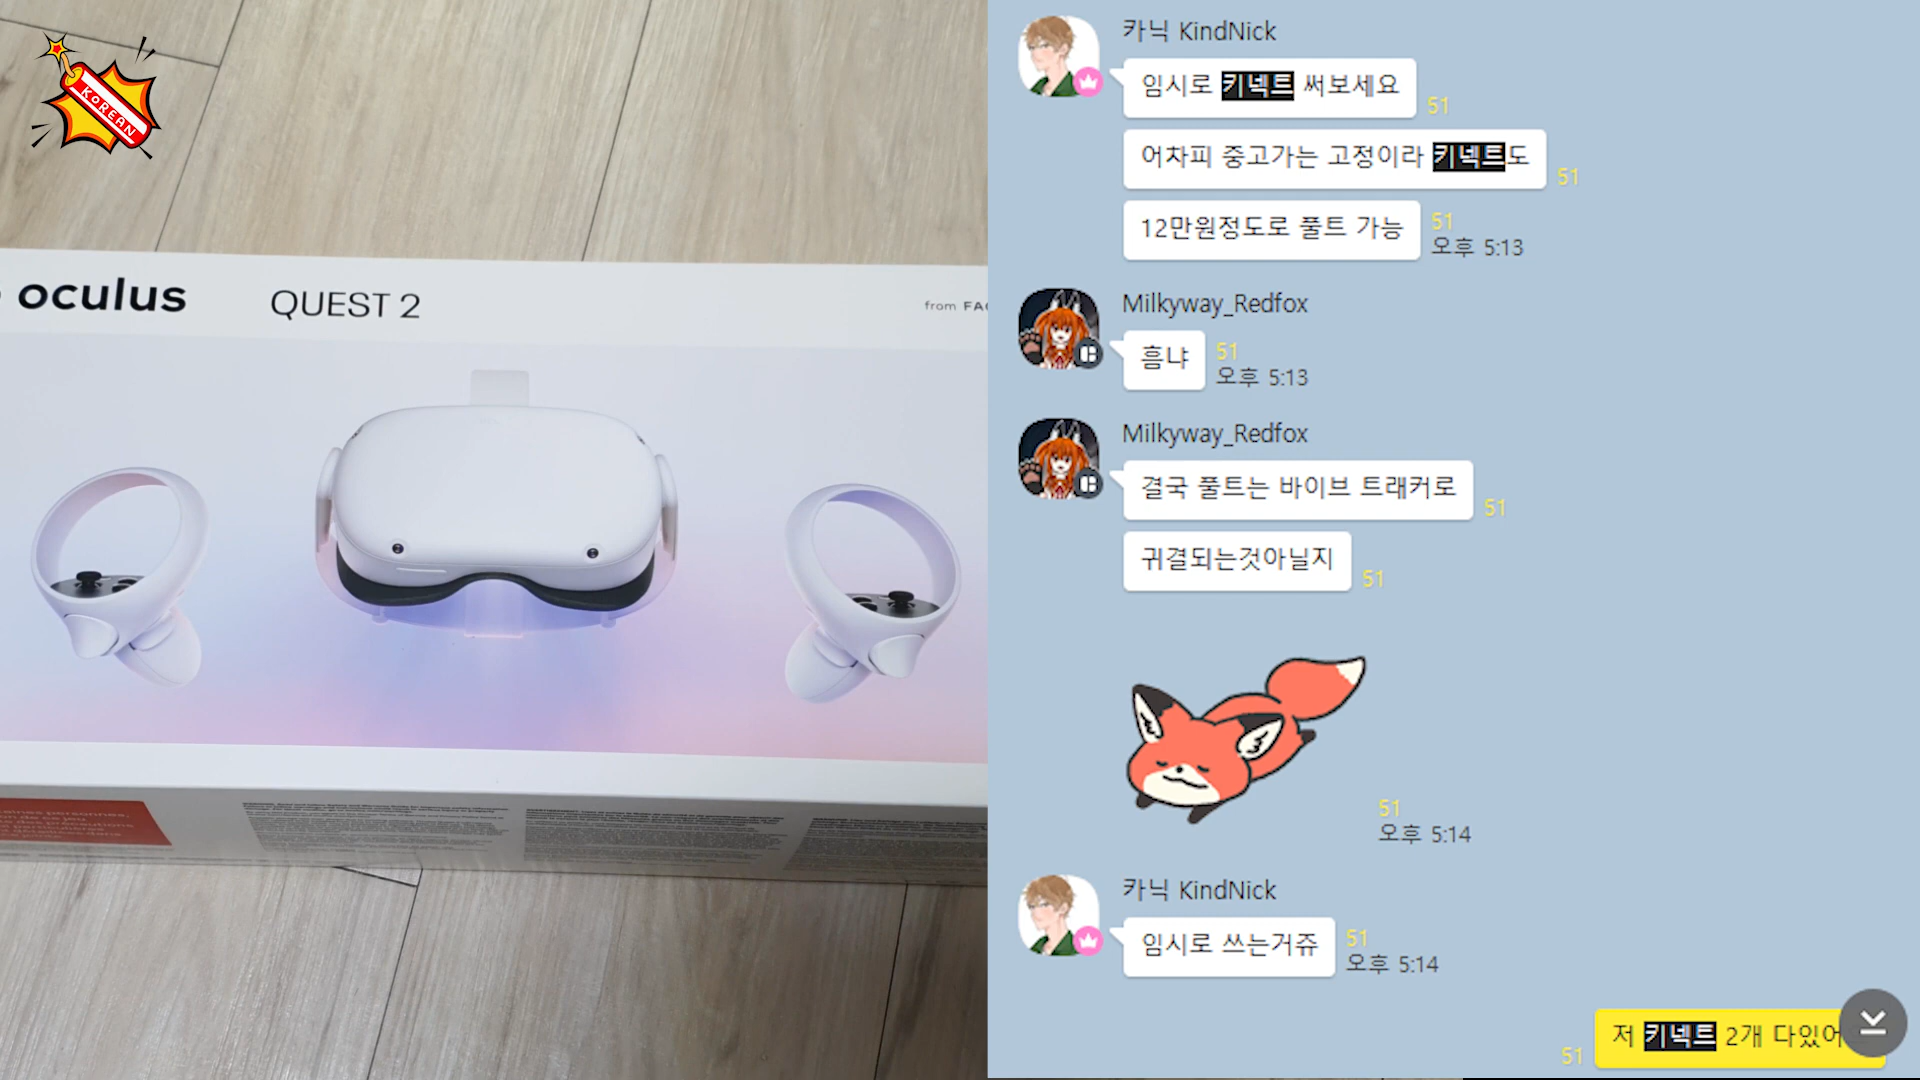 KOREAN
oculus
QUEST 2
from FAC
카닉 KindNick
임시로 키넥트 써보세요
51
어차피 중고가는 고정이라 키넥트도
51
12만원정도로 풀트 가능
51
오후 5:13
Milkyway_Redfox
흠냐
51
오후 5:13
Milkyway_Redfox
결국 풀트는 바이브 트래커로
51
귀결되는것아닐지
51
51
오후 5:14
카닉 KindNick
임시로 쓰는거쥬
51
오후 5:14
저 키넥트 2개 다있어
51